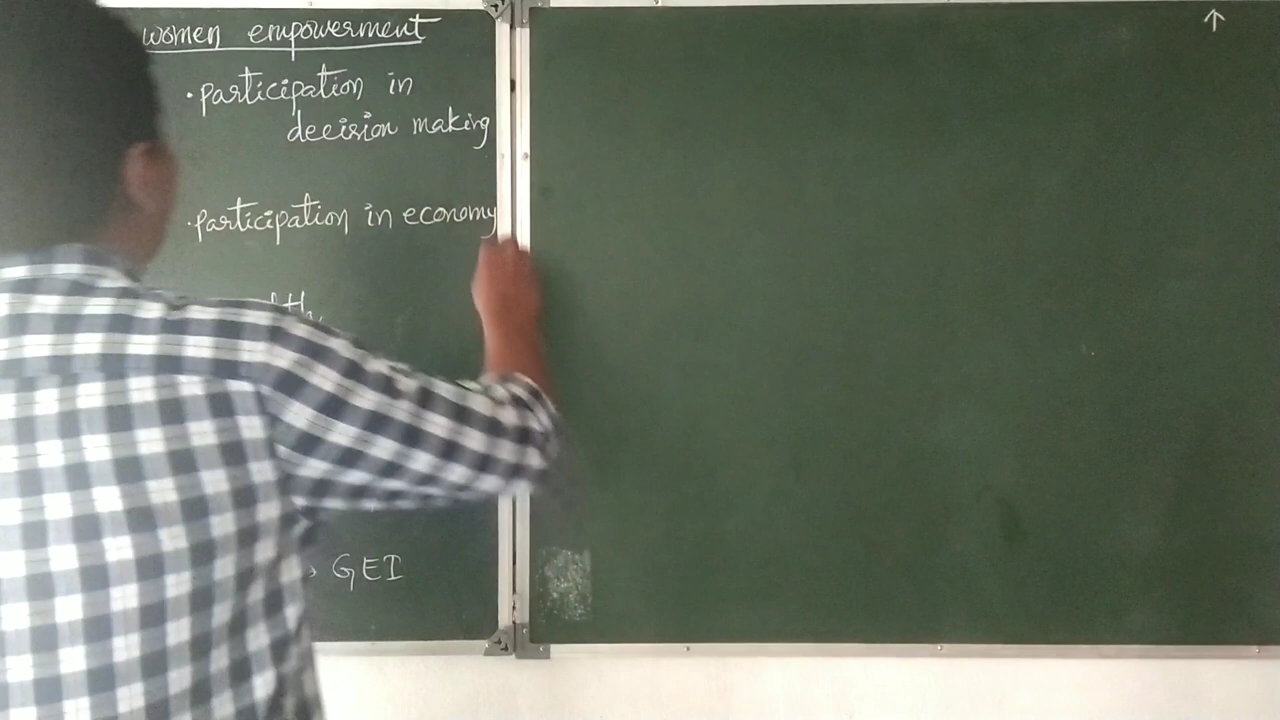 women empowerment
• participation in
decision making
• participation in economy
GEI
↑